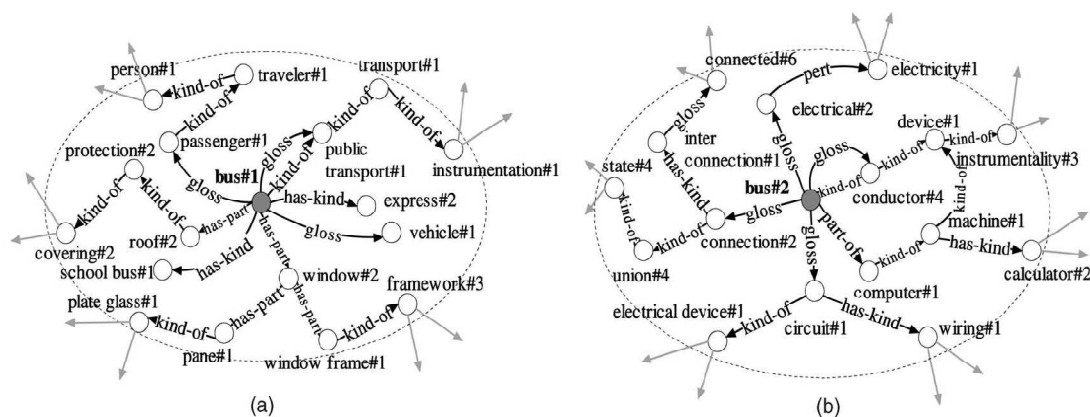 person#1
kind-of
traveler#1
transport#1
kind-of
kind-of
protection#2
passenger#1
gloss
kind-of
public
transport#1
kind-of
instrumentation#1
bus#1
kind-of
kind-of
gloss
has-kind
express#2
has-part
gloss
vehicle#1
covering#2
roof#2
school bus#1
has-kind
has-part
window#2
framework#3
plate glass#1
kind-of
has-part
has-part
kind-of
pane#1
window frame#1
(a)
connected#6
pert
electricity#1
electrical#2
gloss
inter
connection#1
gloss
gloss
device#1
kind-of
instrumentality#3
state#4
has-kind
bus#2
kind-of
kind-of
conductor#4
kind-of
gloss
machine#1
kind-of
connection#2
part-of
has-kind
union#4
gloss
kind-of
calculator#2
computer#1
electrical device#1
kind-of
circuit#1
has-kind
wiring#1
(b)